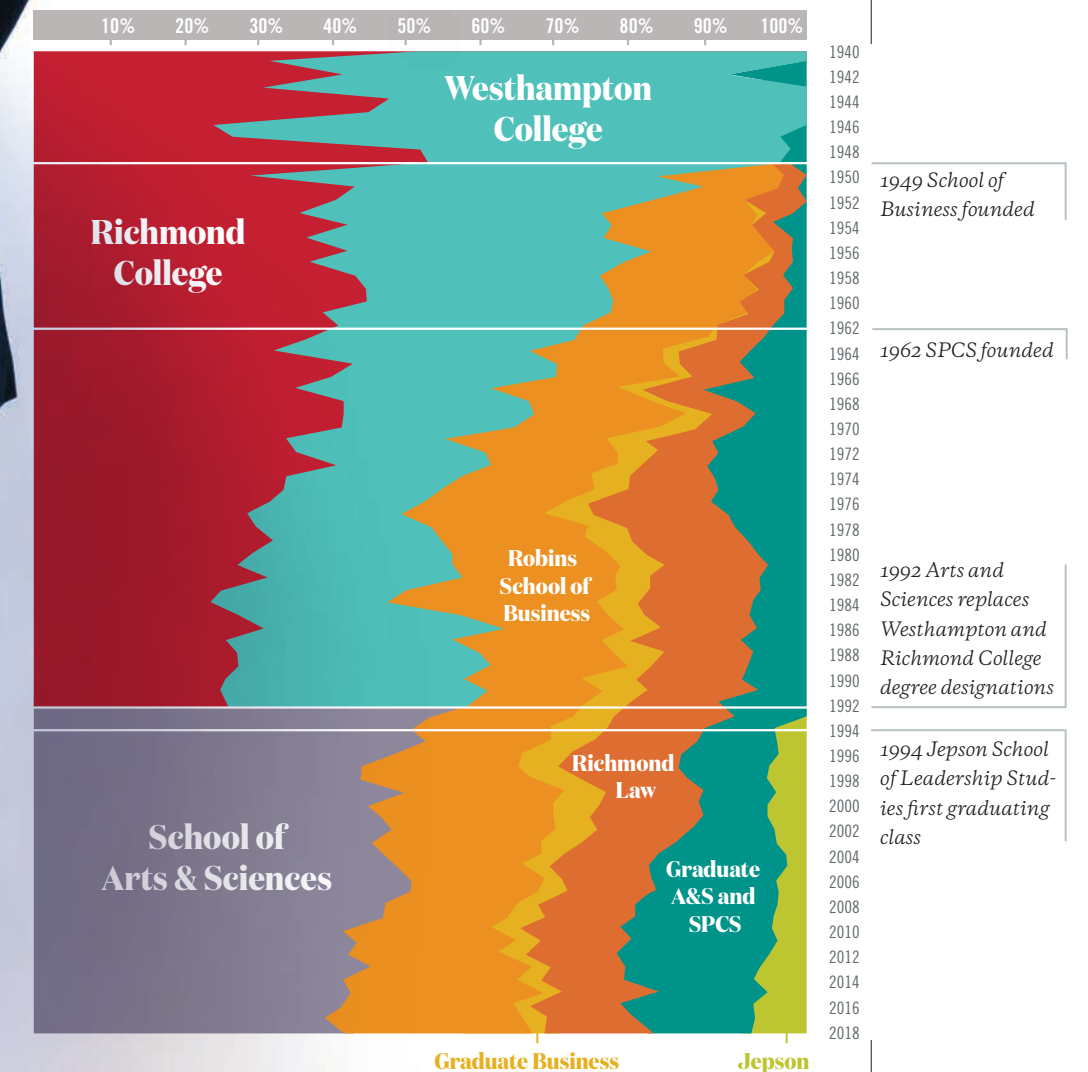 10% 20% 30% 40% 50% 60% 70% 80% 90% 100%
1940
1942
1944
1946
1948
1950
1952
1954
1956
1958
1960
1962
1964
1966
1968
1970
1972
1974
1976
1978
1980
1982
1984
1986
1988
1990
1992
1994
1996
1998
2000
2002
2004
2006
2008
2010
2012
2014
2016
2018
Westhampton
College
Richmond
College
Robins
School of
Business
Richmond
Law
School of
Arts & Sciences
Graduate
A&S and
SPCS
Graduate Business
Jepson
1949 School of
Business founded
1962 SPCS founded
1992 Arts and
Sciences replaces
Westhampton and
Richmond College
degree designations
1994 Jepson School
of Leadership Stud-
ies first graduating
class